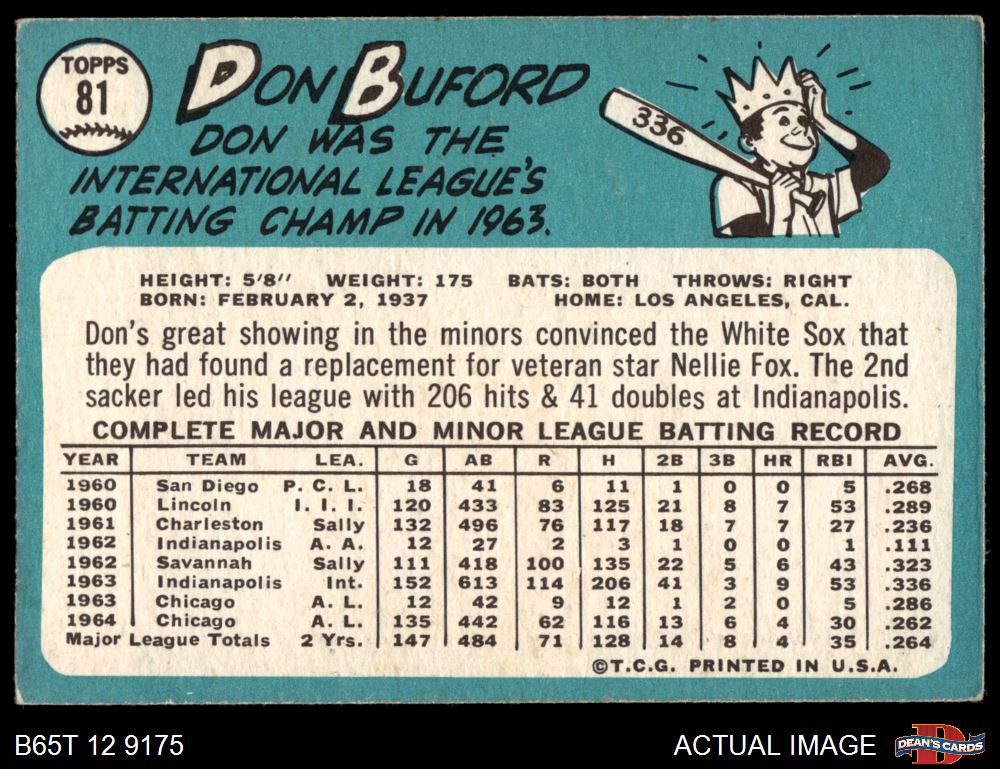 TOPPS
81
DON BUFORD
DON WAS THE
INTERNATIONAL LEAGUE'S
BATTING CHAMP IN 1963.
336
HEIGHT: 5'8" WEIGHT: 175 BATS: BOTH THROWS: RIGHT
BORN: FEBRUARY 2, 1937 HOME: LOS ANGELES, CAL.
Don's great showing in the minors convinced the White Sox that
they had found a replacement for veteran star Nellie Fox. The 2nd
sacker led his league with 206 hits & 41 doubles at Indianapolis.
COMPLETE MAJOR AND MINOR LEAGUE BATTING RECORD
YEAR TEAM LEA. G AB R H 2B 3B HR RBI AVG.
1960 San Diego P. C. L. 18 41 6 11 1 0 0 5 .268
1960 Lincoln I. I. I. 120 433 83 125 21 8 7 53 .289
1961 Charleston Sally 132 496 76 117 18 7 7 27 .236
1962 Indianapolis A. A. 12 27 2 3 1 0 0 1 .111
1962 Savannah Sally 111 418 100 135 22 5 6 43 .323
1963 Indianapolis Int. 152 613 114 206 41 3 9 53 .336
1963 Chicago A. L. 12 42 9 12 1 2 0 5 .286
1964 Chicago A. L. 135 442 62 116 13 6 4 30 .262
Major League Totals 2 Yrs. 147 484 71 128 14 8 4 35 .264
©T.C.G. PRINTED IN U.S.A.
B65T 12 9175
ACTUAL IMAGE
D
DEAN'S CARDS